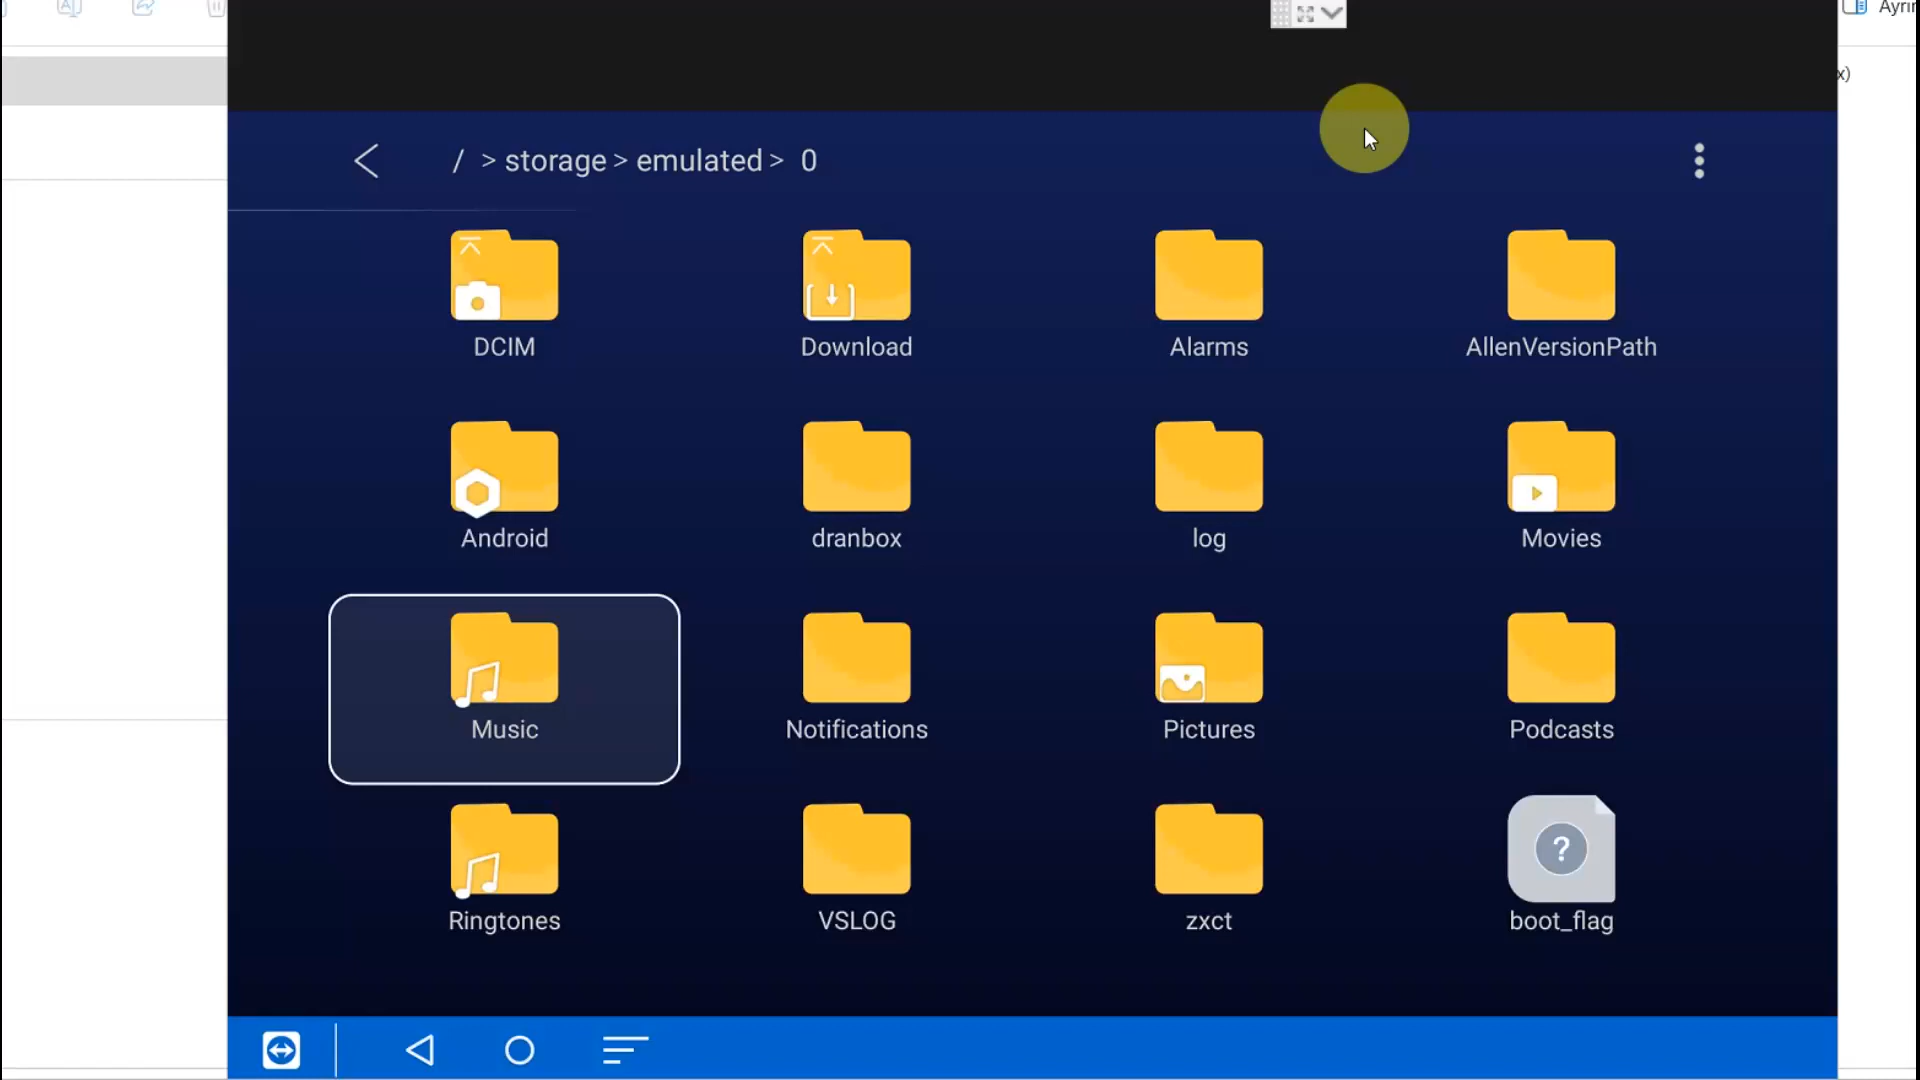 Ayrır
x)
/ > storage > emulated > 0
DCIM
Download
Alarms
AllenVersionPath
Android
dranbox
log
Movies
Music
Notifications
Pictures
Podcasts
Ringtones
VSLOG
zxct
?
boot_flag